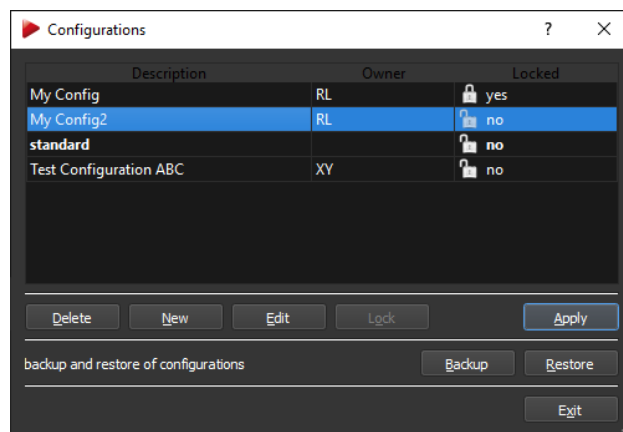 Configurations ?
Description Owner Locked
My Config RL yes
My Config2 RL no
standard no
Test Configuration ABC XY no
Delete New Edit Lock Apply
backup and restore of configurations Backup Restore
Exit